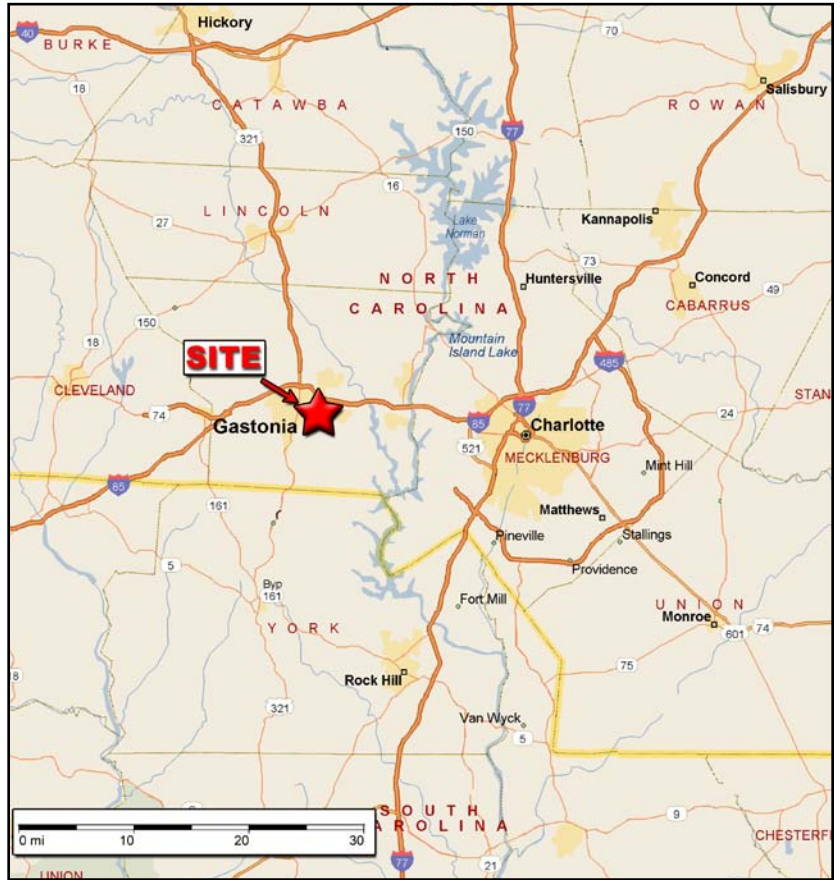 Hickory
40
BURKE
70
18
CATAWBA
Salisbury
ROWAN
321
77
150
16
LINCOLN
27
Lake
Norman
Kannapolis
NORTH
CAROLINA
73
Huntersville
Concord
49
CABARRUS
150
18
Mountain
Island Lake
SITE
485
CLEVELAND
STAN
74
Gastonia
77
85
Charlotte
24
521
MECKLENBURG
Mint Hill
85
161
Matthews
Stallings
Pineville
5
Providence
Byp
161
Fort Mill
UNION
YORK
Monroe
74
601
75
Rock Hill
8
321
Van Wyck
5
SOUTH
CAROLINA
9
0 mi
10
20
30
CHESTERF
77
21
UNION